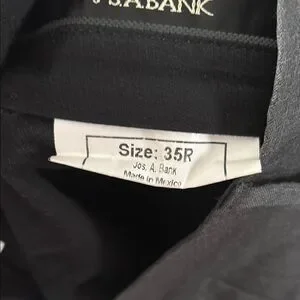 S.A.BANK
Size: 35R
Jos. A. Bank
Made in Mexico